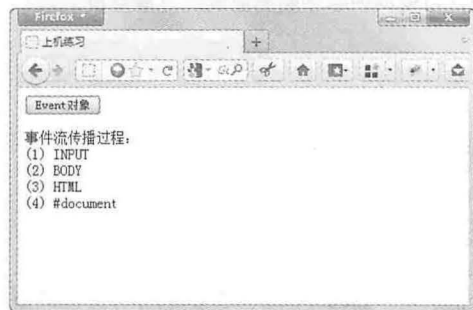 Firefox
上机练习
Event对象
事件流传播过程：
(1) INPUT
(2) BODY
(3) HTML
(4) #document